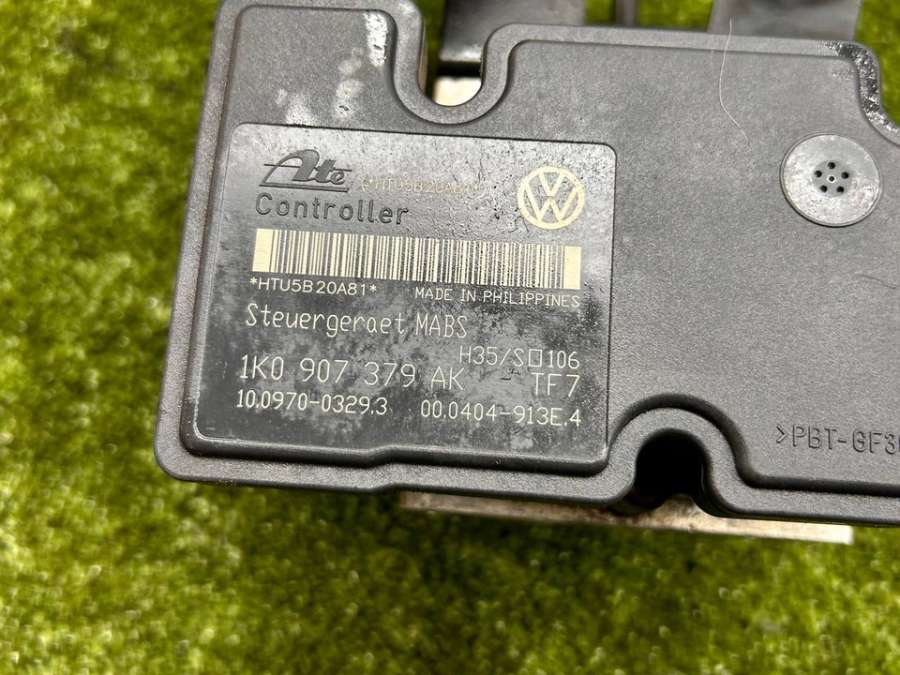 Ate
Controller
*HTU5B20A81*
MADE IN PHILIPPINES
Steuergeraet MABS
H35/S□106
1K0 907 379 AK - TF7
10.0970-0329.3 00.0404-913E.4
>PBT-GF30